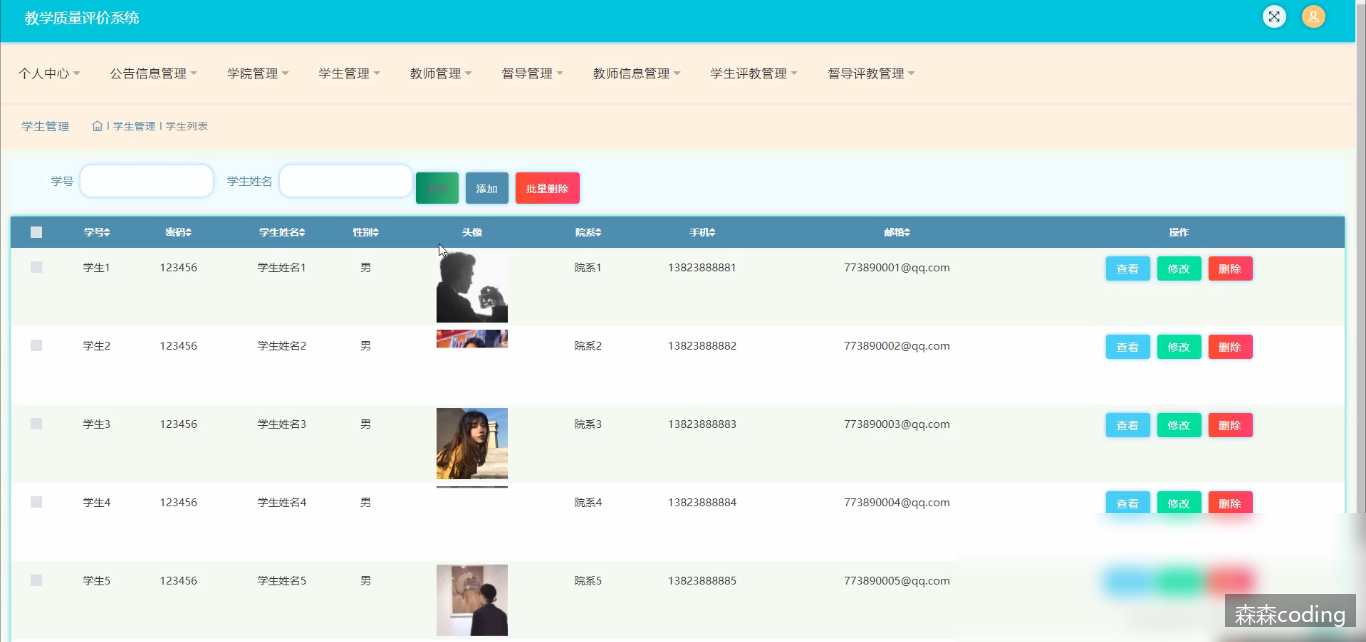 教学质量评价系统
个人中心 公告信息管理 学院管理 学生管理 教师管理 督导管理 教师信息管理 学生评教管理 督导评教管理
学生管理 学生管理 学生列表
学号 学生姓名 添加 批量删除
学号 密码 学生姓名 性别 头像 院系 手机 邮箱 操作
学生1 123456 学生姓名1 男 院系1 13823888881 773890001@qq.com 查看 修改 删除
学生2 123456 学生姓名2 男 院系2 13823888882 773890002@qq.com 查看 修改 删除
学生3 123456 学生姓名3 男 院系3 13823888883 773890003@qq.com 查看 修改 删除
学生4 123456 学生姓名4 男 院系4 13823888884 773890004@qq.com 查看 修改 删除
学生5 123456 学生姓名5 男 院系5 13823888885 773890005@qq.com
森森coding